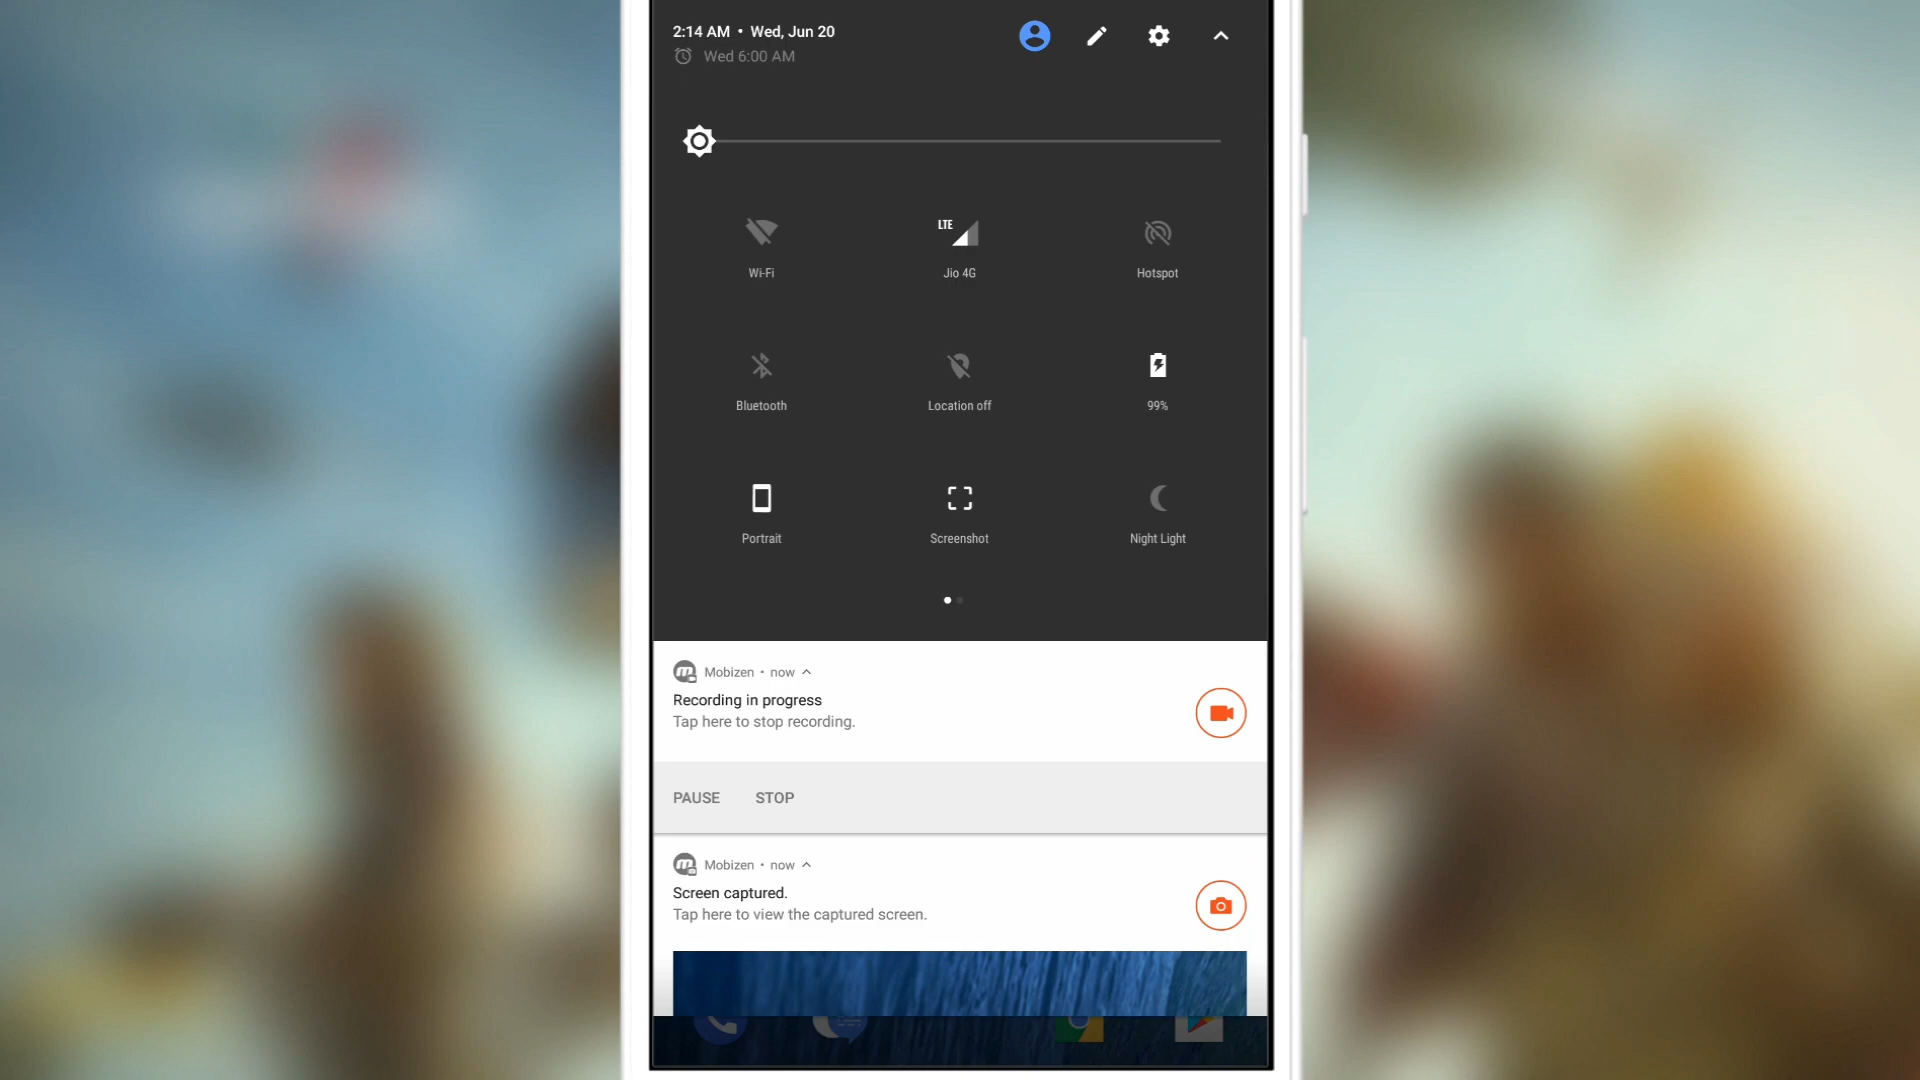 2:14 AM • Wed, Jun 20
Wed 6:00 AM
Wi-Fi
LTE
Jio 4G
Hotspot
Bluetooth
Location off
99%
Portrait
Screenshot
Night Light
Mobizen • now
Recording in progress
Tap here to stop recording.
PAUSE STOP
Mobizen • now
Screen captured.
Tap here to view the captured screen.